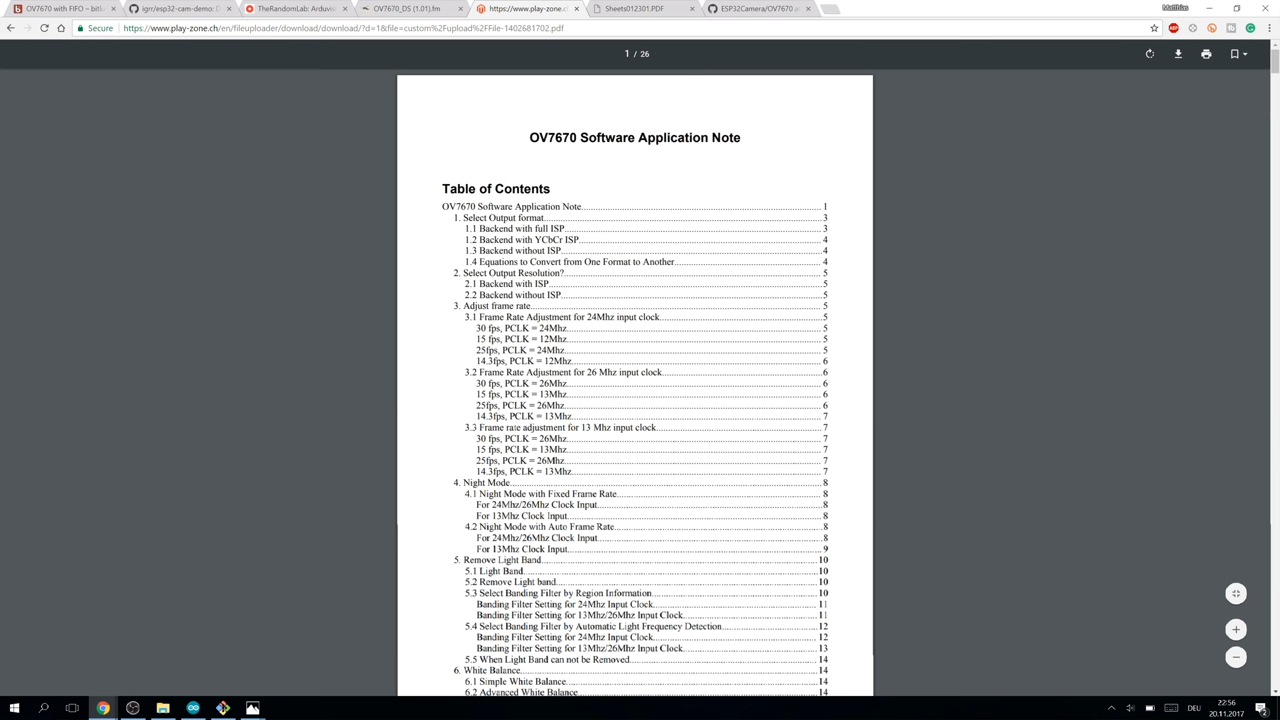 OV7670 with FIFO – bitl
igrr/esp32-cam-demo: D
TheRandomLab: Arduvi
OV7670_DS (1.01).fm
https://www.play-zone.c
Sheets012301.PDF
ESP32Camera/OV7670 at
Matthias
Secure
https://www.play-zone.ch/en/fileuploader/download/download/?d=1&file=custom%2Fupload%2FFile-1402681702.pdf
1 / 26
OV7670 Software Application Note
Table of Contents
OV7670 Software Application Note 1
1. Select Output format 3
1.1 Backend with full ISP 3
1.2 Backend with YCbCr ISP 4
1.3 Backend without ISP 4
1.4 Equations to Convert from One Format to Another 4
2. Select Output Resolution? 5
2.1 Backend with ISP 5
2.2 Backend without ISP 5
3. Adjust frame rate 5
3.1 Frame Rate Adjustment for 24Mhz input clock 5
30 fps, PCLK = 24Mhz 5
15 fps, PCLK = 12Mhz 5
25fps, PCLK = 24Mhz 5
14.3fps, PCLK = 12Mhz 6
3.2 Frame Rate Adjustment for 26 Mhz input clock 6
30 fps, PCLK = 26Mhz 6
15 fps, PCLK = 13Mhz 6
25fps, PCLK = 26Mhz 6
14.3fps, PCLK = 13Mhz 7
3.3 Frame rate adjustment for 13 Mhz input clock 7
30 fps, PCLK = 26Mhz 7
15 fps, PCLK = 13Mhz 7
25fps, PCLK = 26Mhz 7
14.3fps, PCLK = 13Mhz 7
4. Night Mode 8
4.1 Night Mode with Fixed Frame Rate 8
For 24Mhz/26Mhz Clock Input 8
For 13Mhz Clock Input 8
4.2 Night Mode with Auto Frame Rate 8
For 24Mhz/26Mhz Clock Input 8
For 13Mhz Clock Input 9
5. Remove Light Band 10
5.1 Light Band 10
5.2 Remove Light band 10
5.3 Select Banding Filter by Region Information 10
Banding Filter Setting for 24Mhz Input Clock 11
Banding Filter Setting for 13Mhz/26Mhz Input Clock 11
5.4 Select Banding Filter by Automatic Light Frequency Detection 12
Banding Filter Setting for 24Mhz Input Clock 12
Banding Filter Setting for 13Mhz/26Mhz Input Clock 13
5.5 When Light Band can not be Removed 14
6. White Balance 14
6.1 Simple White Balance 14
6.2 Advanced White Balance 14
DEU
22:56
20.11.2017
2